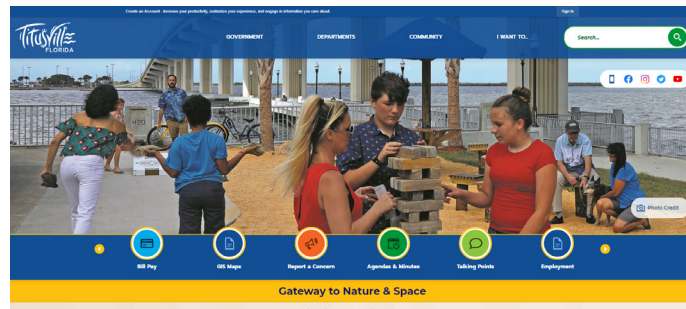 Create an Account - Increase your productivity, customize your experience, and engage in information you care about
Sign In
Titusville
FLORIDA
GOVERNMENT
DEPARTMENTS
COMMUNITY
I WANT TO...
Search...
Photo Credit
Bill Pay
GIS Maps
Report a Concern
Agendas & Minutes
Talking Points
Employment
Gateway to Nature & Space